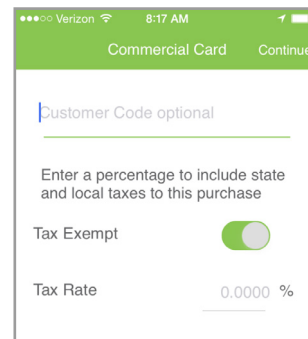 Verizon 8:17 AM
Commercial Card Continue
Customer Code optional
Enter a percentage to include state
and local taxes to this purchase
Tax Exempt
Tax Rate 0.0000 %